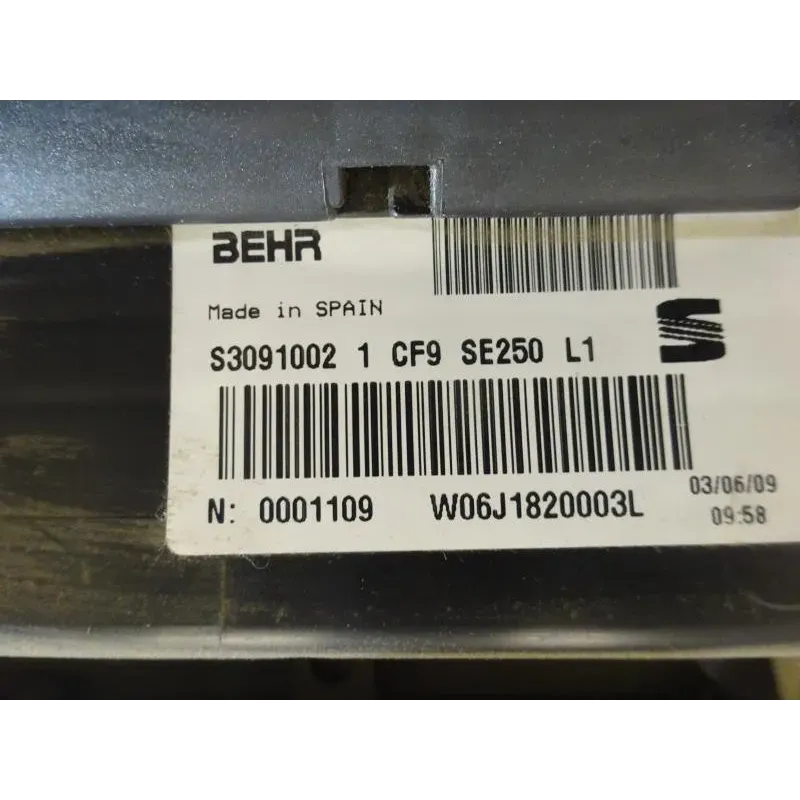 BEHR
Made in SPAIN
S3091002 1 CF9 SE250 L1
N: 0001109 W06J1820003L
03/06/09
09:58